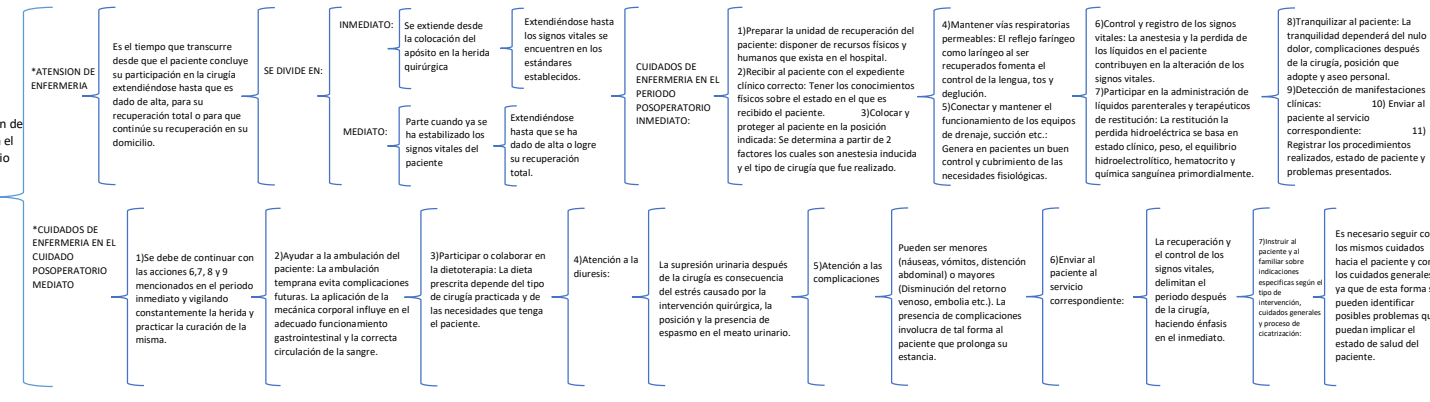 n de
el
io
*ATENSION DE
ENFERMERIA
Es el tiempo que transcurre
desde que el paciente concluye
su participación en la cirugía
extendiéndose hasta que es
dado de alta, para su
recuperación total o para que
continúe su recuperación en su
domicilio.
SE DIVIDE EN:
INMEDIATO:
Se extiende desde
la colocación del
apósito en la herida
quirúrgica
Extendiéndose hasta
los signos vitales se
encuentren en los
estándares
establecidos.
MEDIATO:
Parte cuando ya se
ha estabilizado los
signos vitales del
paciente
Extendiéndose
hasta que se ha
dado de alta o logre
su recuperación
total.
CUIDADOS DE
ENFERMERIA EN EL
PERIODO
POSOPERATORIO
INMEDIATO:
1)Preparar la unidad de recuperación del
paciente: disponer de recursos físicos y
humanos que exista en el hospital.
2)Recibir al paciente con el expediente
clínico correcto: Tener los conocimientos
físicos sobre el estado en el que es
recibido el paciente. 3)Colocar y
proteger al paciente en la posición
indicada: Se determina a partir de 2
factores los cuales son anestesia inducida
y el tipo de cirugía que fue realizado.
4)Mantener vías respiratorias
permeables: El reflejo faríngeo
como laríngeo al ser
recuperados fomenta el
control de la lengua, tos y
deglución.
5)Conectar y mantener el
funcionamiento de los equipos
de drenaje, succión etc.:
Genera en pacientes un buen
control y cubrimiento de las
necesidades fisiológicas.
6)Control y registro de los signos
vitales: La anestesia y la perdida de
los líquidos en el paciente
contribuyen en la alteración de los
signos vitales.
7)Participar en la administración de
líquidos parenterales y terapéuticos
de restitución: La restitución la
perdida hidroeléctrica se basa en
estado clínico, peso, el equilibrio
hidroelectrolítico, hematocrito y
química sanguínea primordialmente.
8)Tranquilizar al paciente: La
tranquilidad dependerá del nulo
dolor, complicaciones después
de la cirugía, posición que
adopte y aseo personal.
9)Detección de manifestaciones
clínicas: 10) Enviar al
paciente al servicio
correspondiente: 11)
Registrar los procedimientos
realizados, estado de paciente y
problemas presentados.
*CUIDADOS DE
ENFERMERIA EN EL
CUIDADO
POSOPERATORIO
MEDIATO
1)Se debe de continuar con
las acciones 6,7, 8 y 9
mencionados en el periodo
inmediato y vigilando
constantemente la herida y
practicar la curación de la
misma.
2)Ayudar a la ambulación del
paciente: La ambulación
temprana evita complicaciones
futuras. La aplicación de la
mecánica corporal influye en el
adecuado funcionamiento
gastrointestinal y la correcta
circulación de la sangre.
3)Participar o colaborar en
la dietoterapia: La dieta
prescrita depende del tipo
de cirugía practicada y de
las necesidades que tenga
el paciente.
4)Atención a la
diuresis:
La supresión urinaria después
de la cirugía es consecuencia
del estrés causado por la
intervención quirúrgica, la
posición y la presencia de
espasmo en el meato urinario.
5)Atención a las
complicaciones
Pueden ser menores
(náuseas, vómitos, distención
abdominal) o mayores
(Disminución del retorno
venoso, embolia etc.). La
presencia de complicaciones
involucra de tal forma al
paciente que prolonga su
estancia.
6)Enviar al
paciente al
servicio
correspondiente:
La recuperación y
el control de los
signos vitales,
delimitan el
periodo después
de la cirugía,
haciendo énfasis
en el inmediato.
7)Instruir al
paciente y al
familiar sobre
indicaciones
especificas según el
tipo de
intervención,
cuidados generales
y proceso de
cicatrización:
Es necesario seguir co
los mismos cuidados
hacia el paciente y con
los cuidados generales
ya que de esta forma s
pueden identificar
posibles problemas qu
puedan implicar el
estado de salud del
paciente.